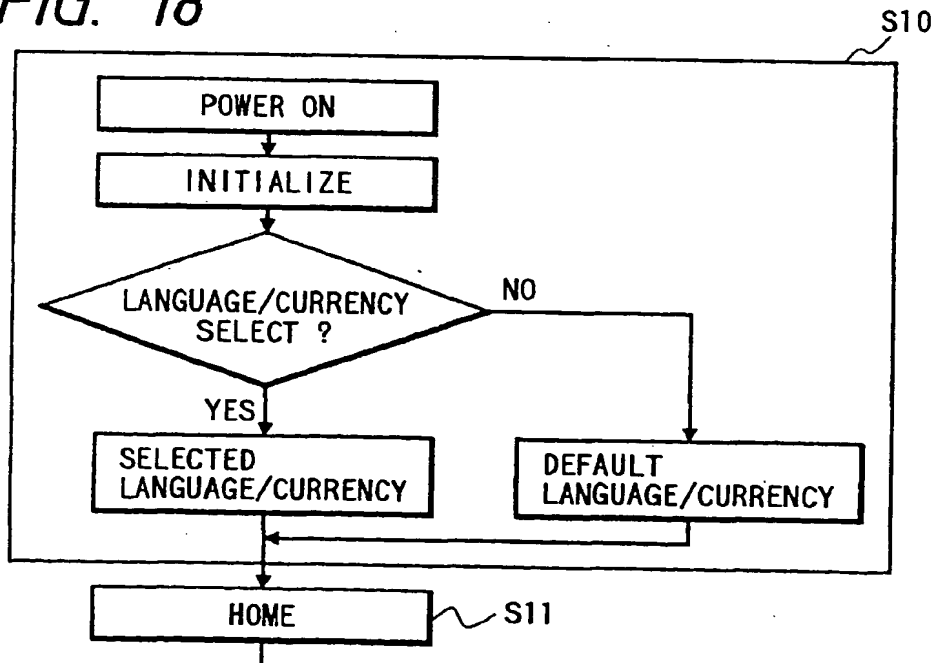 FIG. 18
S10
POWER ON
INITIALIZE
LANGUAGE/CURRENCY
SELECT ?
NO
YES
SELECTED
LANGUAGE/CURRENCY
DEFAULT
LANGUAGE/CURRENCY
HOME
S11